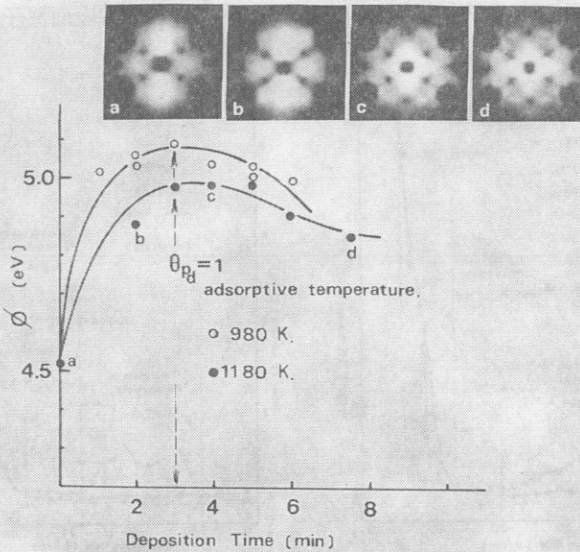 a
b
c
d
5.0
4.5
ϕ (eV)
a
b
c
d
θPd=1
adsorptive temperature.
○ 980 K.
● 1180 K.
2
4
6
8
Deposition Time (min)